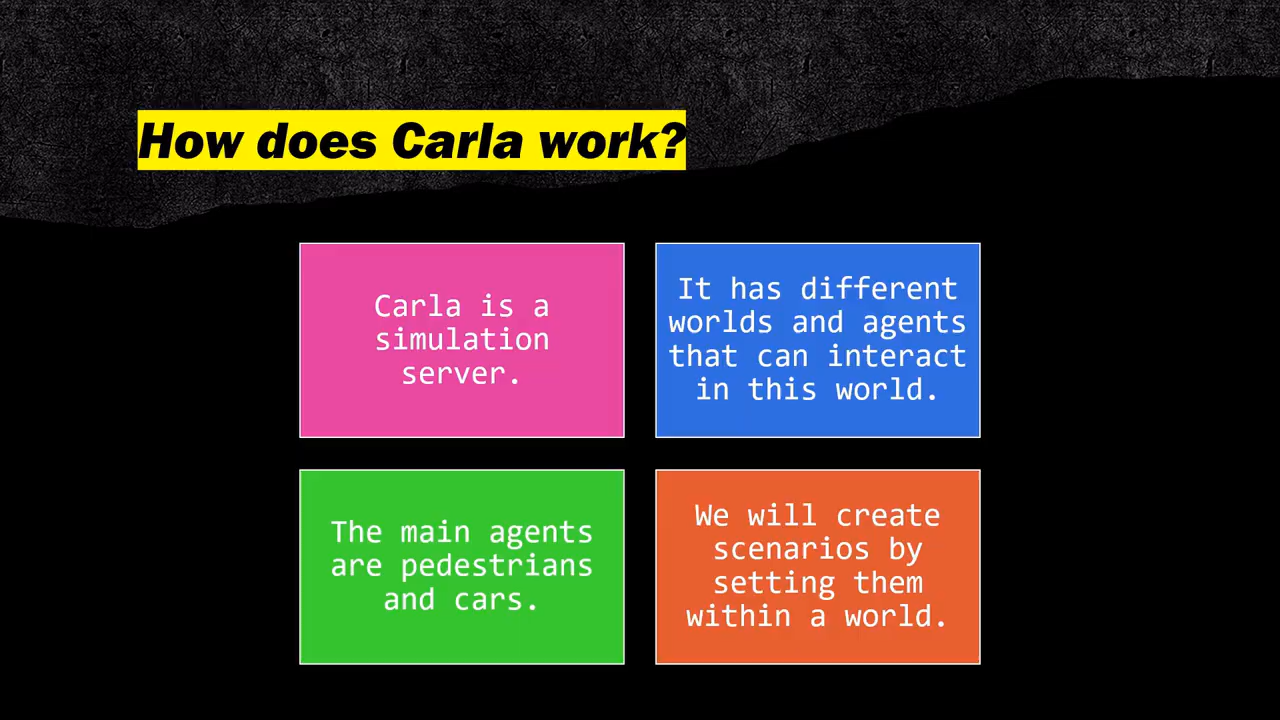 How does Carla work?
Carla is a
simulation
server.
It has different
worlds and agents
that can interact
in this world.
The main agents
are pedestrians
and cars.
We will create
scenarios by
setting them
within a world.